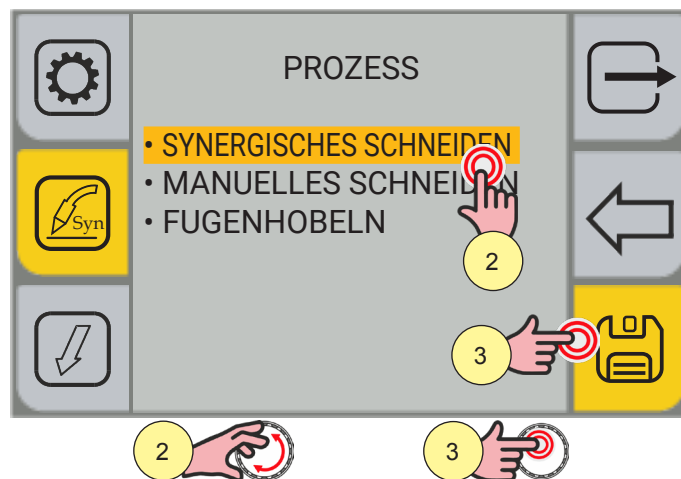 PROZESS
• SYNERGISCHES SCHNEIDEN
• MANUELLES SCHNEIDEN
• FUGENHOBELN
Syn
2
3
2
3